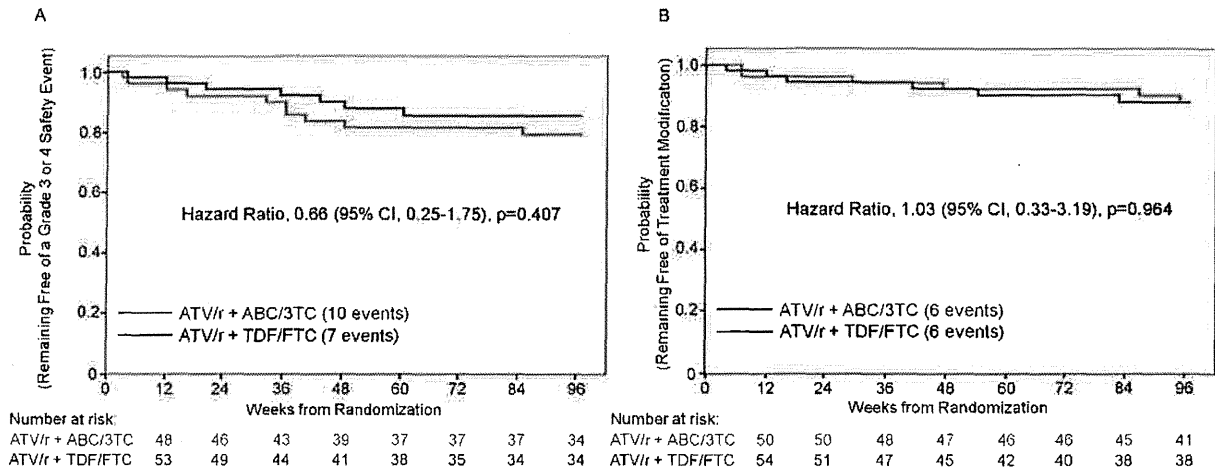 A
Probability
(Remaining Free of a Grade 3 or 4 Safety Event)
1.0
0.8
0.6
0.4
0.2
0
Hazard Ratio, 0.66 (95% CI, 0.25-1.75), p=0.407
ATV/r + ABC/3TC (10 events)
ATV/r + TDF/FTC (7 events)
0 12 24 36 48 60 72 84 96
Weeks from Randomization
Number at risk:
ATV/r + ABC/3TC 48 46 43 39 37 37 37 34
ATV/r + TDF/FTC 53 49 44 41 38 35 34 34
B
Probability
(Remaining Free of Treatment Modification)
1.0
0.8
0.6
0.4
0.2
0
Hazard Ratio, 1.03 (95% CI, 0.33-3.19), p=0.964
ATV/r + ABC/3TC (6 events)
ATV/r + TDF/FTC (6 events)
0 12 24 36 48 60 72 84 96
Weeks from Randomization
Number at risk:
ATV/r + ABC/3TC 50 50 48 47 46 46 45 41
ATV/r + TDF/FTC 54 51 47 45 42 40 38 38